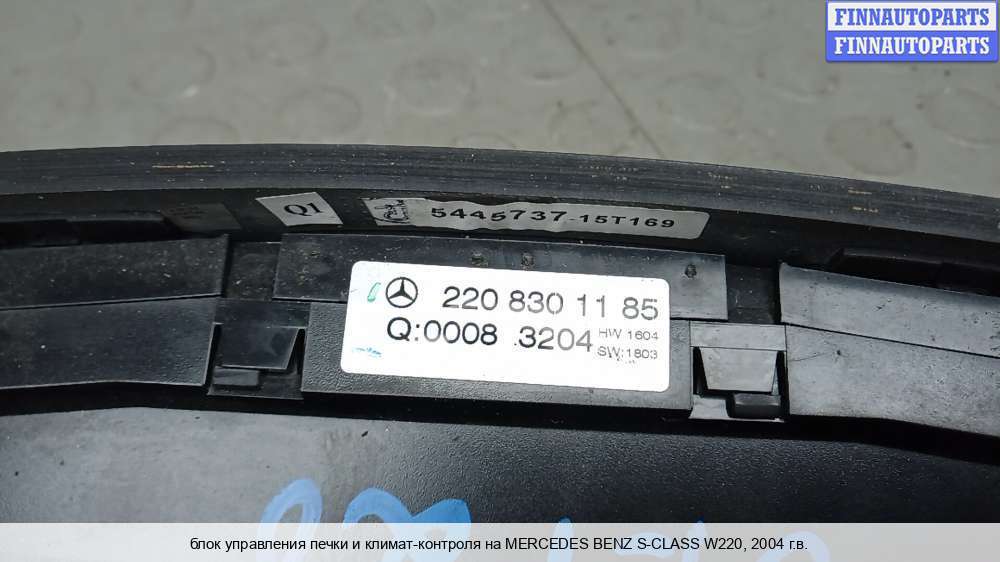 FINNAUTOPARTS
FINNAUTOPARTS
Q1
5445737-15T169
220 830 11 85
Q:0008 3204
HW 1604
SW:1803
блок управления печки и климат-контроля на MERCEDES BENZ S-CLASS W220, 2004 г.в.